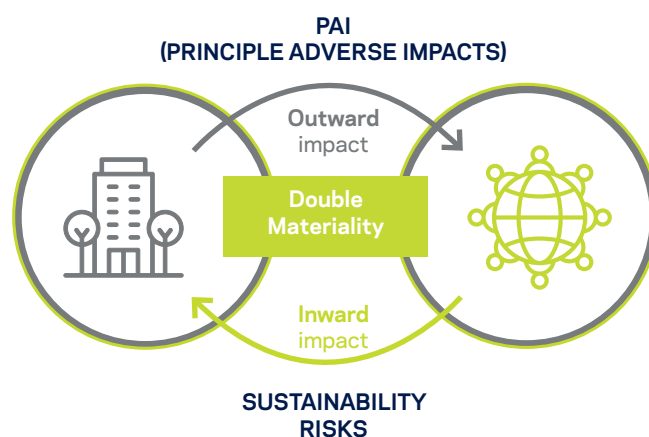 PAI
(PRINCIPLE ADVERSE IMPACTS)
Outward
impact
Double
Materiality
Inward
impact
SUSTAINABILITY
RISKS